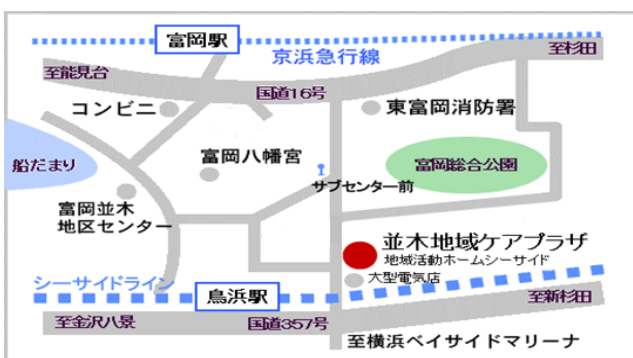 富岡駅
京浜急行線
至杉田
至能見台
国道16号
コンビニ
東富岡消防署
船だまり
富岡八幡宮
富岡総合公園
サブセンター前
富岡並木
地区センター
並木地域ケアプラザ
地域活動ホームシーサイド
大型電気店
シーサイドライン
鳥浜駅
至新杉田
至金沢八景
国道357号
至横浜ベイサイドマリーナ